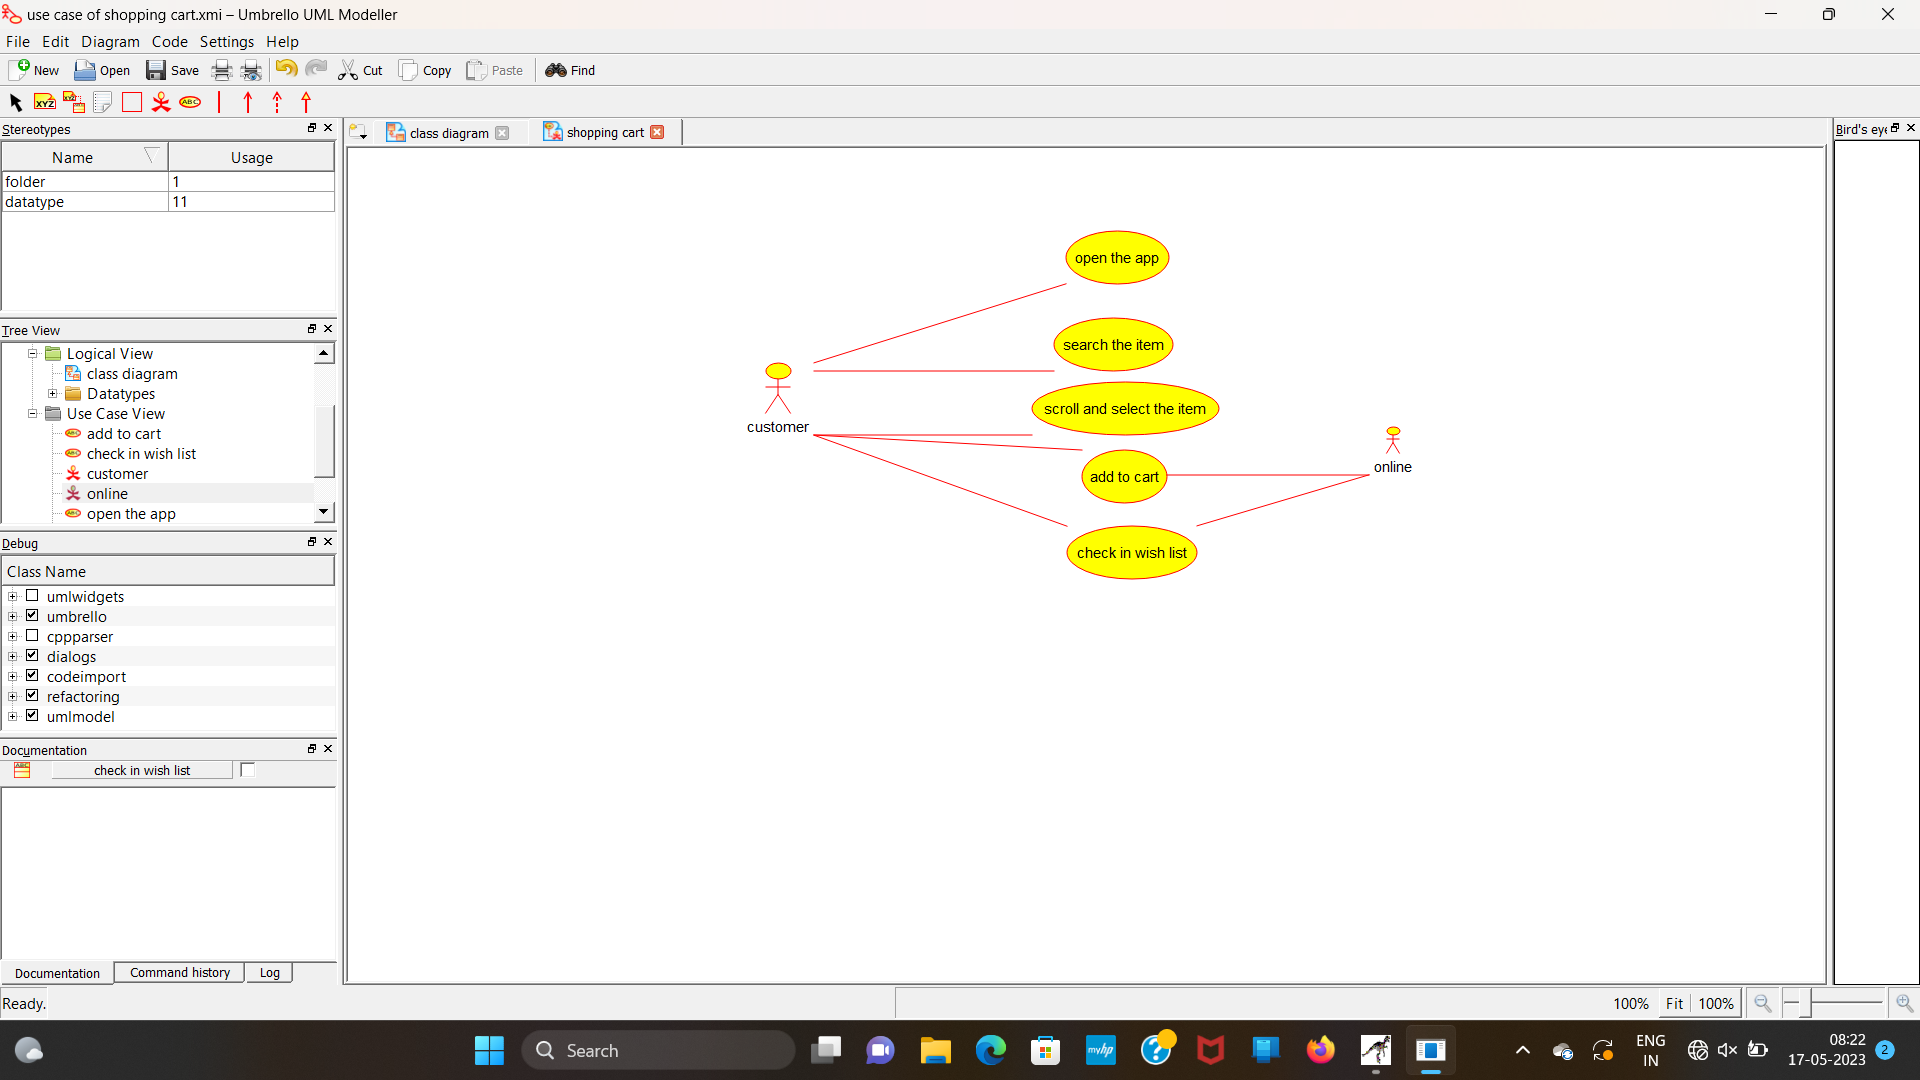 use case of shopping cart.xmi – Umbrello UML Modeller
File Edit Diagram Code Settings Help
New Open Save Cut Copy Paste Find
XYZ XYZ ABC
Stereotypes
Name Usage
folder 1
datatype 11
Tree View
Logical View
class diagram
Datatypes
Use Case View
add to cart
check in wish list
customer
online
open the app
Debug
Class Name
umlwidgets
umbrello
cppparser
dialogs
codeimport
refactoring
umlmodel
Documentation
check in wish list
Documentation Command history Log
class diagram shopping cart
open the app
search the item
scroll and select the item
customer
add to cart
online
check in wish list
Bird's eye
Ready.
100% Fit 100%
Search
myhp
ENG
IN
08:22
17-05-2023
2